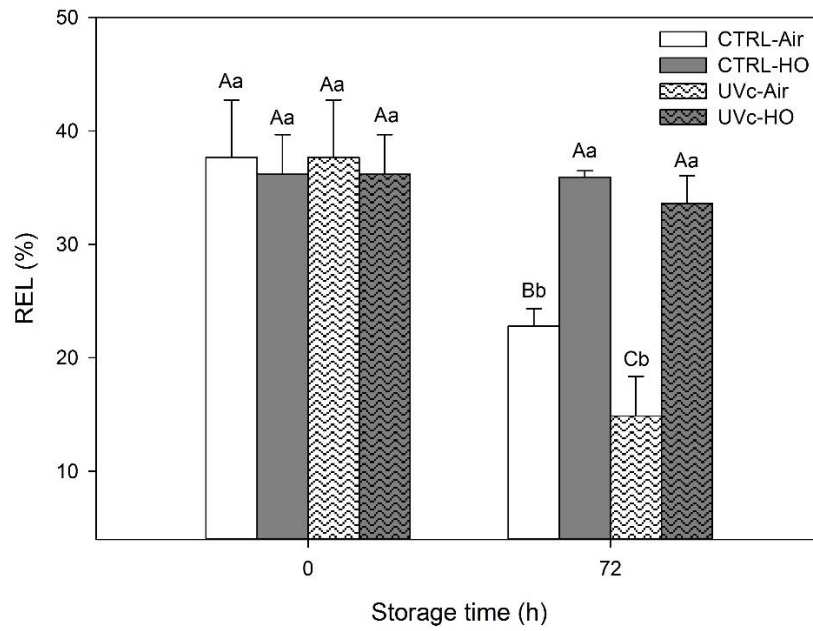 50
40
30
20
10
REL (%)
CTRL-Air
CTRL-HO
UVc-Air
UVc-HO
Aa
Aa
Aa
Aa
Bb
Aa
Cb
Aa
0
72
Storage time (h)